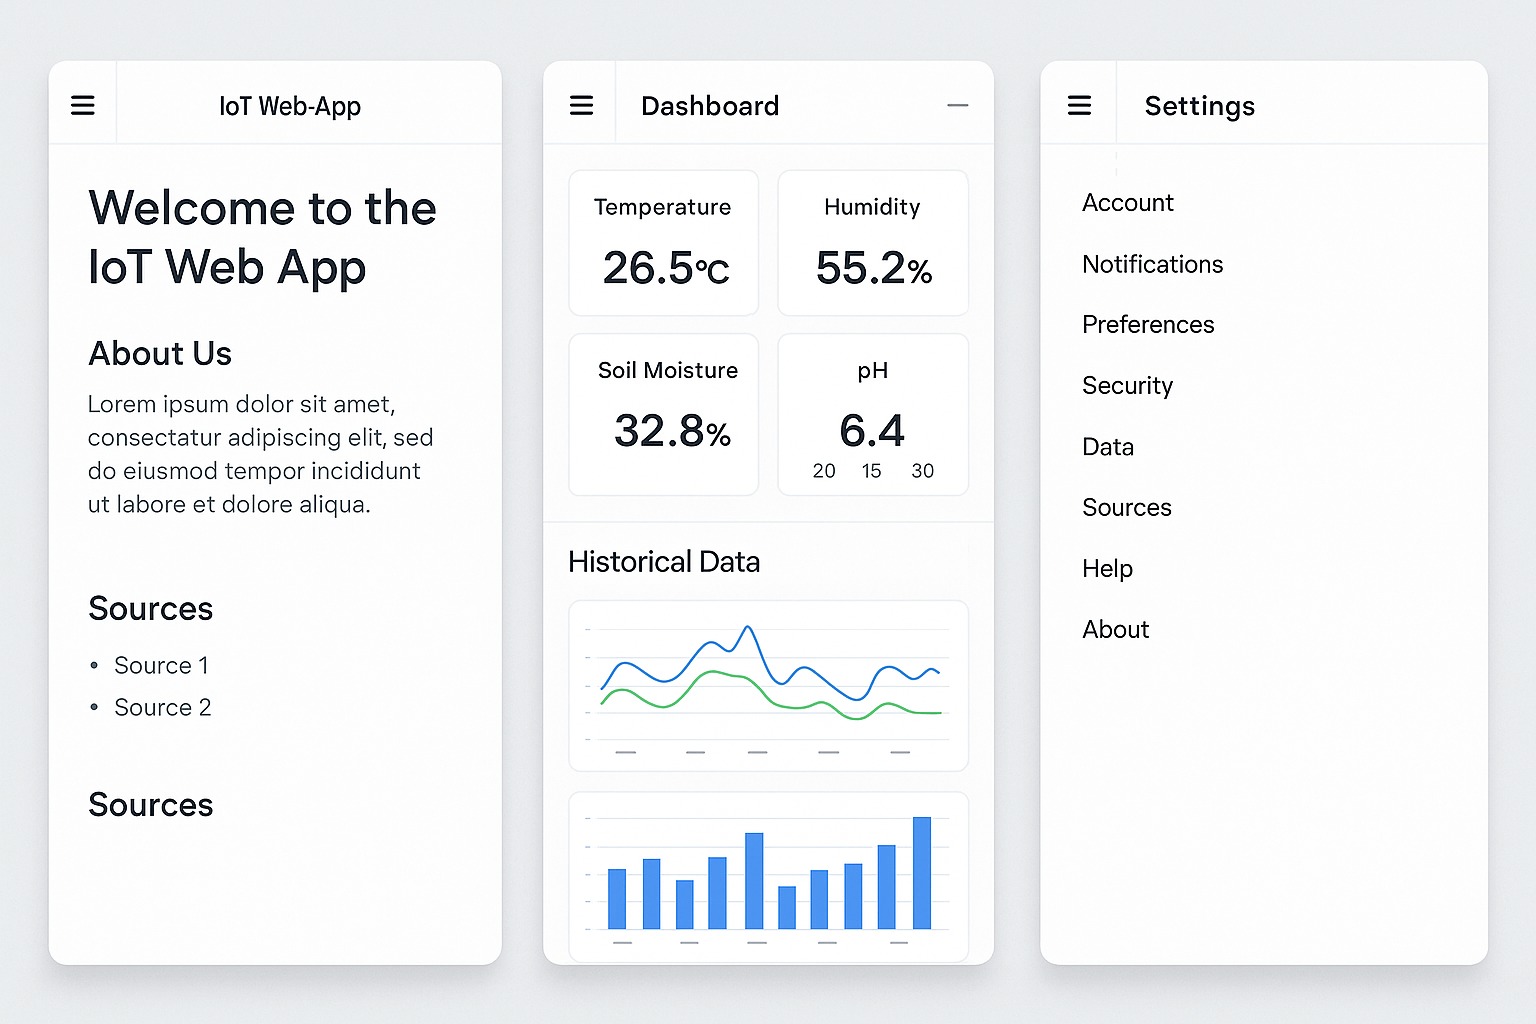 IoT Web-App
Welcome to the
IoT Web App
About Us
Lorem ipsum dolor sit amet,
consectatur adipiscing elit, sed
do eiusmod tempor incididunt
ut labore et dolore aliqua.
Sources
• Source 1
• Source 2
Sources
Dashboard
Temperature
26.5°C
Humidity
55.2%
Soil Moisture
32.8%
pH
6.4
20 15 30
Historical Data
Settings
Account
Notifications
Preferences
Security
Data
Sources
Help
About